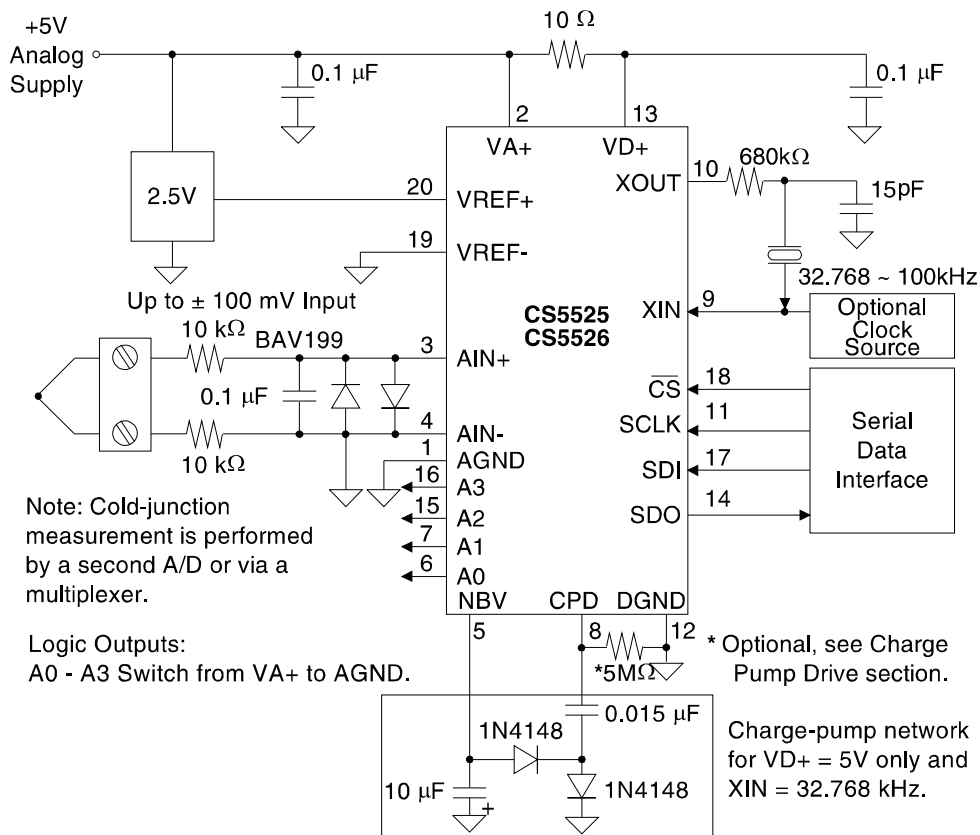 +5V
Analog
Supply
10 Ω
0.1 µF
0.1 µF
2
13
VA+
VD+
2.5V
20
VREF+
19
VREF-
XOUT
10
680kΩ
15pF
32.768 ~ 100kHz
XIN
9
Optional
Clock
Source
CS5525
CS5526
Up to ± 100 mV Input
10 kΩ
BAV199
3
AIN+
0.1 µF
4
AIN-
10 kΩ
1
AGND
16
A3
15
A2
7
A1
6
A0
CS
18
SCLK
11
SDI
17
SDO
14
Serial
Data
Interface
Note: Cold-junction
measurement is performed
by a second A/D or via a
multiplexer.
NBV
CPD
DGND
5
8
12
*5MΩ
Logic Outputs:
A0 - A3 Switch from VA+ to AGND.
* Optional, see Charge
Pump Drive section.
0.015 µF
1N4148
10 µF
+
1N4148
Charge-pump network
for VD+ = 5V only and
XIN = 32.768 kHz.